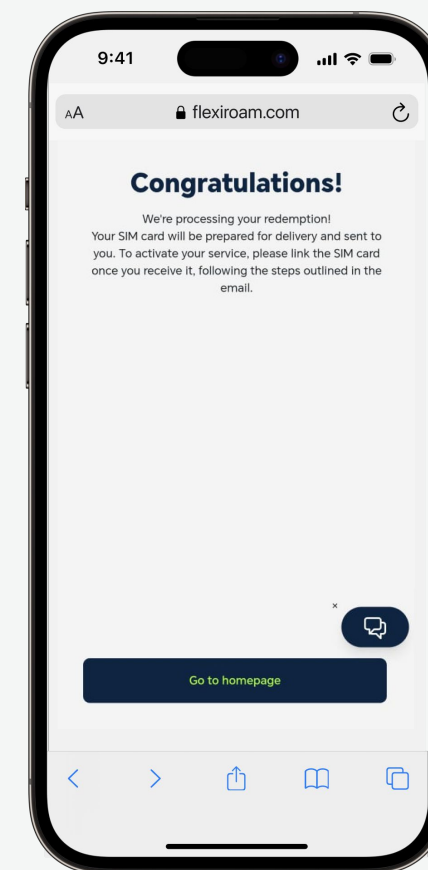 9:41
AA
flexiroam.com
Congratulations!
We're processing your redemption!
Your SIM card will be prepared for delivery and sent to
you. To activate your service, please link the SIM card
once you receive it, following the steps outlined in the
email.
×
Go to homepage